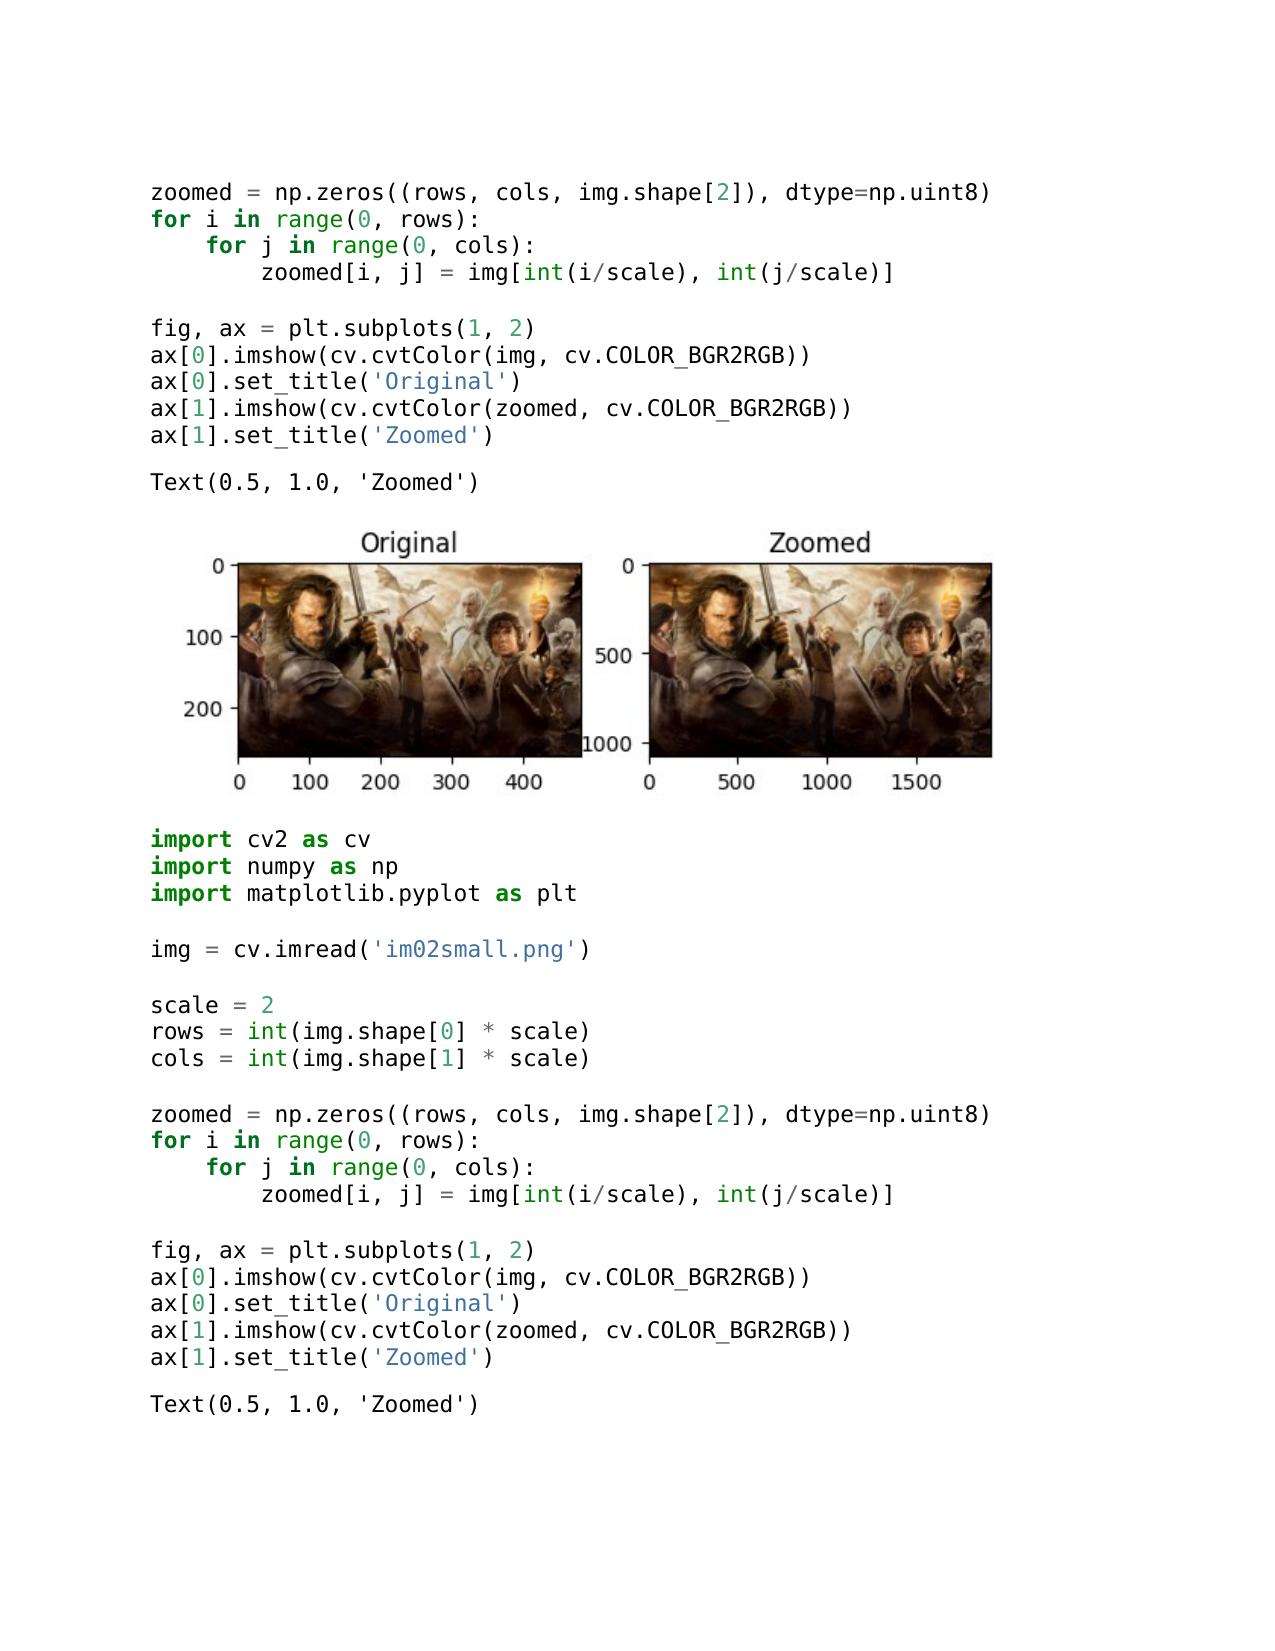 zoomed = np.zeros((rows, cols, img.shape[2]), dtype=np.uint8)
for i in range(0, rows):
    for j in range(0, cols):
        zoomed[i, j] = img[int(i/scale), int(j/scale)]

fig, ax = plt.subplots(1, 2)
ax[0].imshow(cv.cvtColor(img, cv.COLOR_BGR2RGB))
ax[0].set_title('Original')
ax[1].imshow(cv.cvtColor(zoomed, cv.COLOR_BGR2RGB))
ax[1].set_title('Zoomed')

Text(0.5, 1.0, 'Zoomed')

Original Zoomed
0 0
100 500
200 1000
0 100 200 300 400 0 500 1000 1500

import cv2 as cv
import numpy as np
import matplotlib.pyplot as plt

img = cv.imread('im02small.png')

scale = 2
rows = int(img.shape[0] * scale)
cols = int(img.shape[1] * scale)

zoomed = np.zeros((rows, cols, img.shape[2]), dtype=np.uint8)
for i in range(0, rows):
    for j in range(0, cols):
        zoomed[i, j] = img[int(i/scale), int(j/scale)]

fig, ax = plt.subplots(1, 2)
ax[0].imshow(cv.cvtColor(img, cv.COLOR_BGR2RGB))
ax[0].set_title('Original')
ax[1].imshow(cv.cvtColor(zoomed, cv.COLOR_BGR2RGB))
ax[1].set_title('Zoomed')

Text(0.5, 1.0, 'Zoomed')